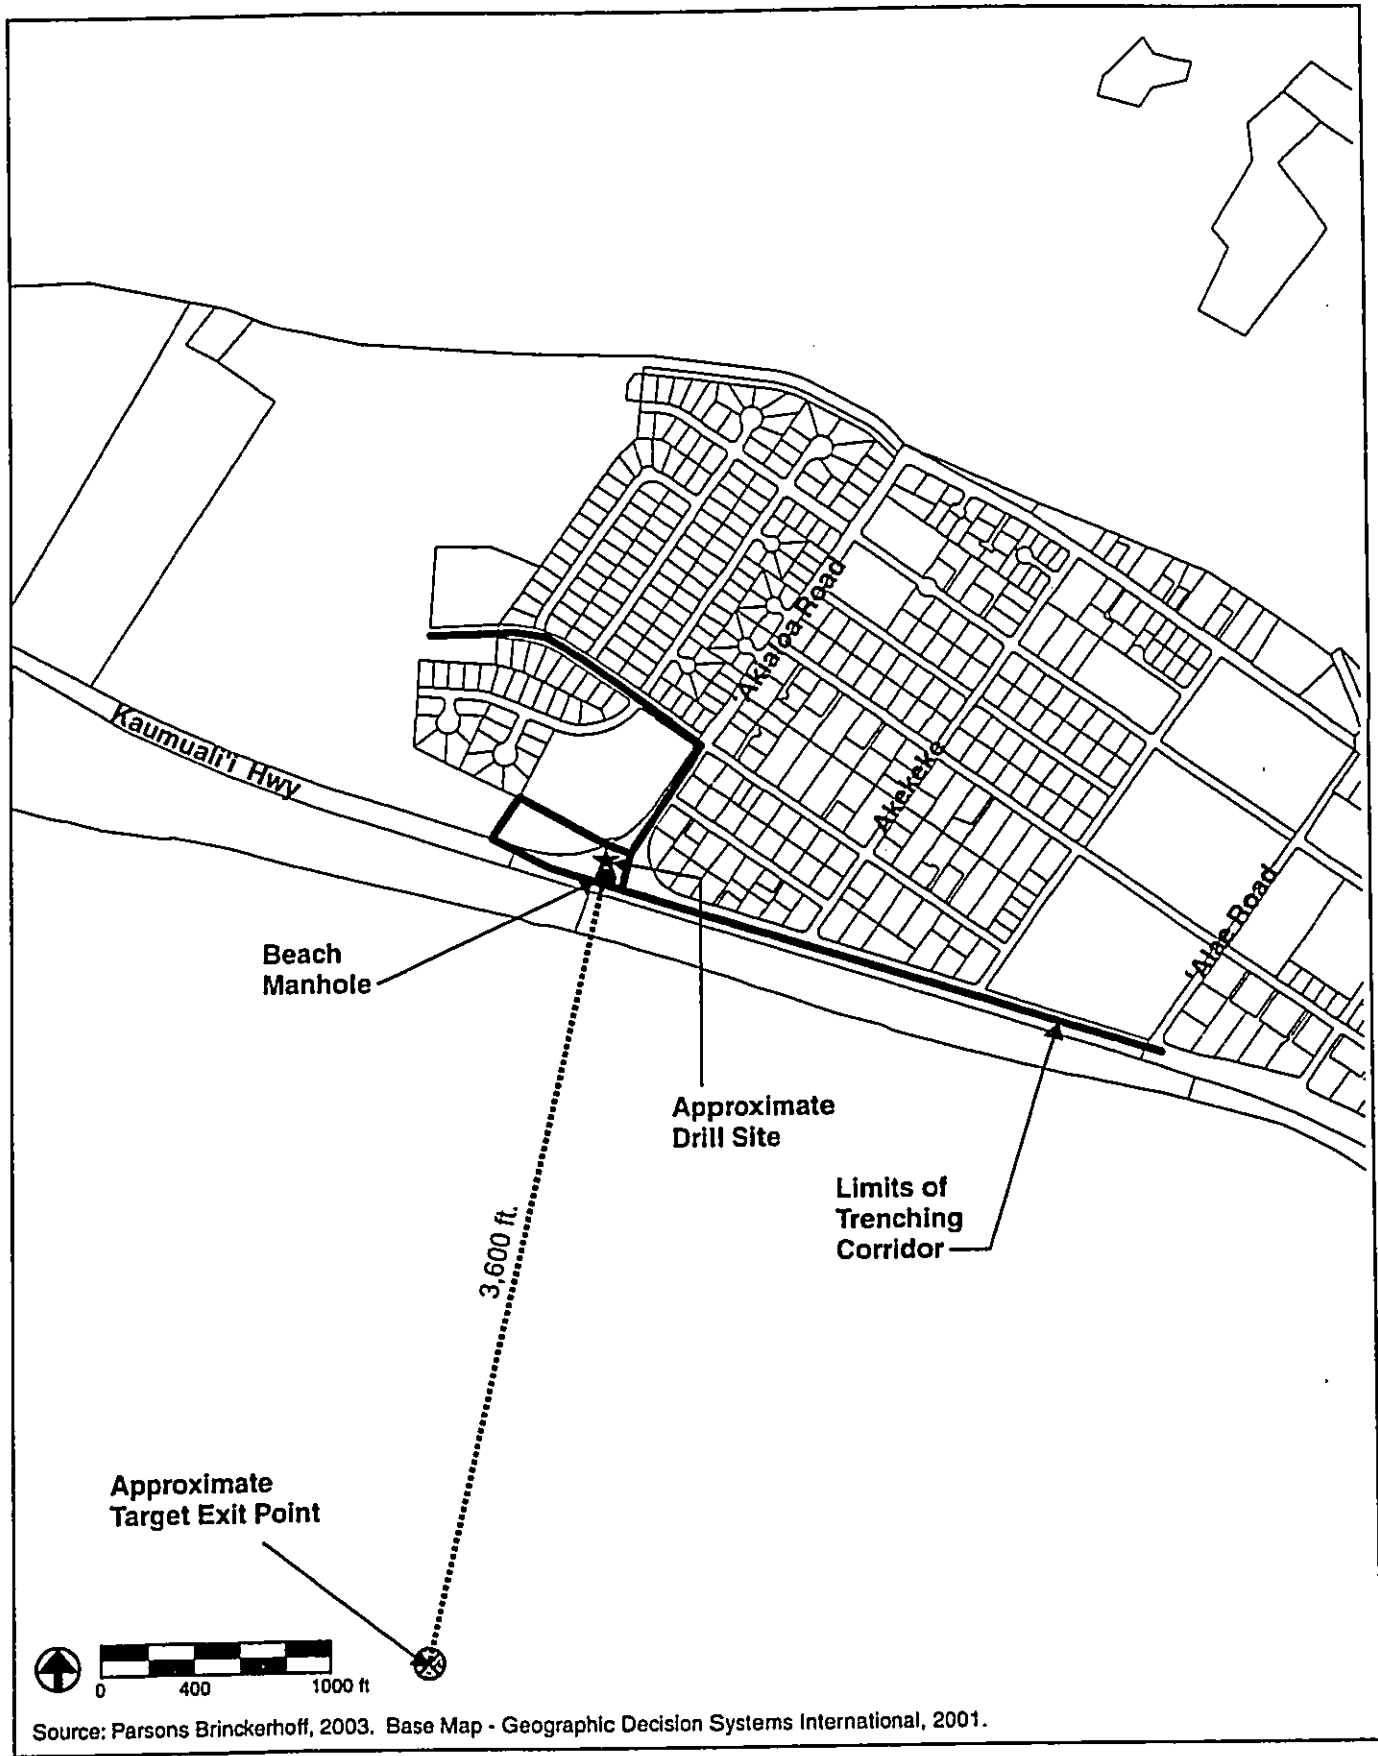 'Akialoa Road
Kaumuali'i Hwy
Akekeke
'Alae Road
Beach
Manhole
Approximate
Drill Site
Limits of
Trenching
Corridor
3,600 ft.
Approximate
Target Exit Point
0 400 1000 ft
Source: Parsons Brinckerhoff, 2003. Base Map - Geographic Decision Systems International, 2001.